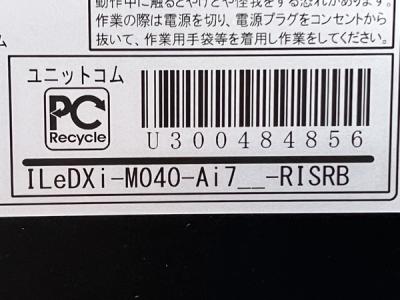 動作中に触るとやけどや怪我をする恐れがあります。
作業の際は電源を切り、電源プラグをコンセントから
抜いて、作業用手袋等を着用し作業をしてください。
ム
ユニットコム
PC
Recycle
U300484856
ILeDXi-M040-Ai7__-RISRB